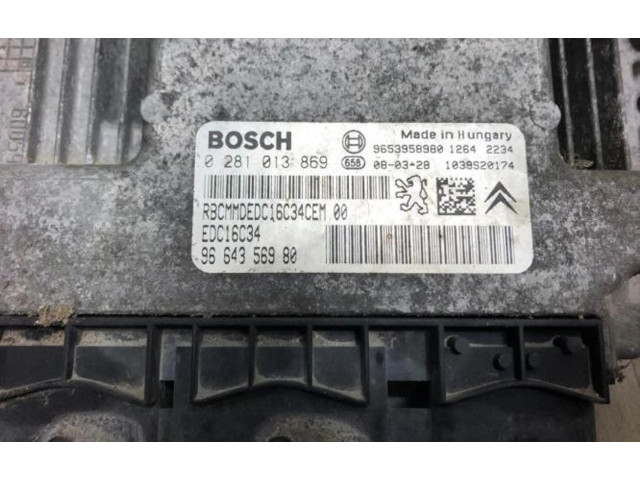 BOSCH
Made in Hungary
9653958980 1264 2234
0 281 013 869
658
08-03-28 1039S20174
RBCMMDEDC16C34CEM 00
EDC16C34
96 643 569 80